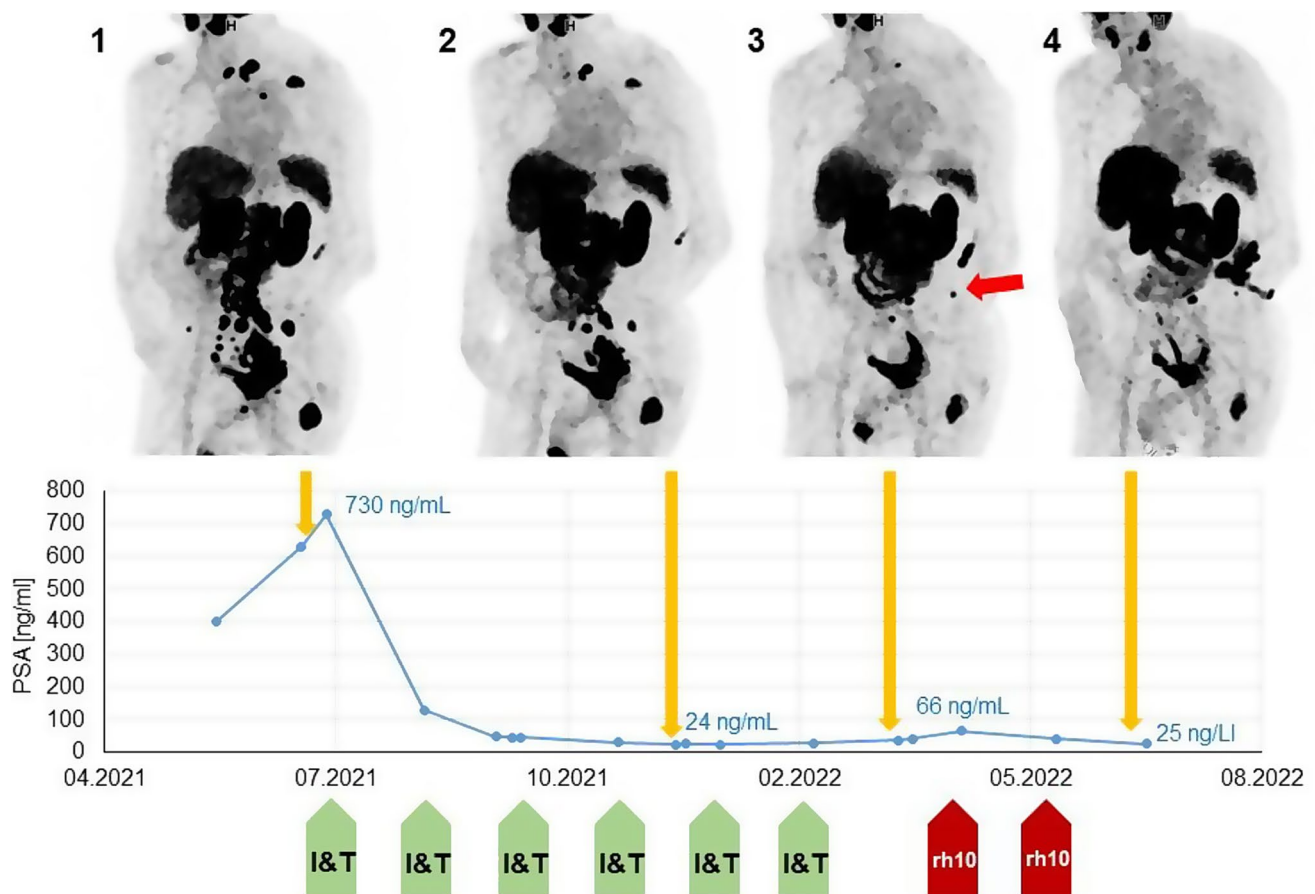 1 2 3 4
H H H H
800
730 ng/mL
700
600
500
400
300
200
66 ng/mL
100
24 ng/mL
25 ng/LI
0
PSA [ng/ml]
04.2021 07.2021 10.2021 02.2022 05.2022 08.2022
I&T I&T I&T I&T I&T I&T rh10 rh10